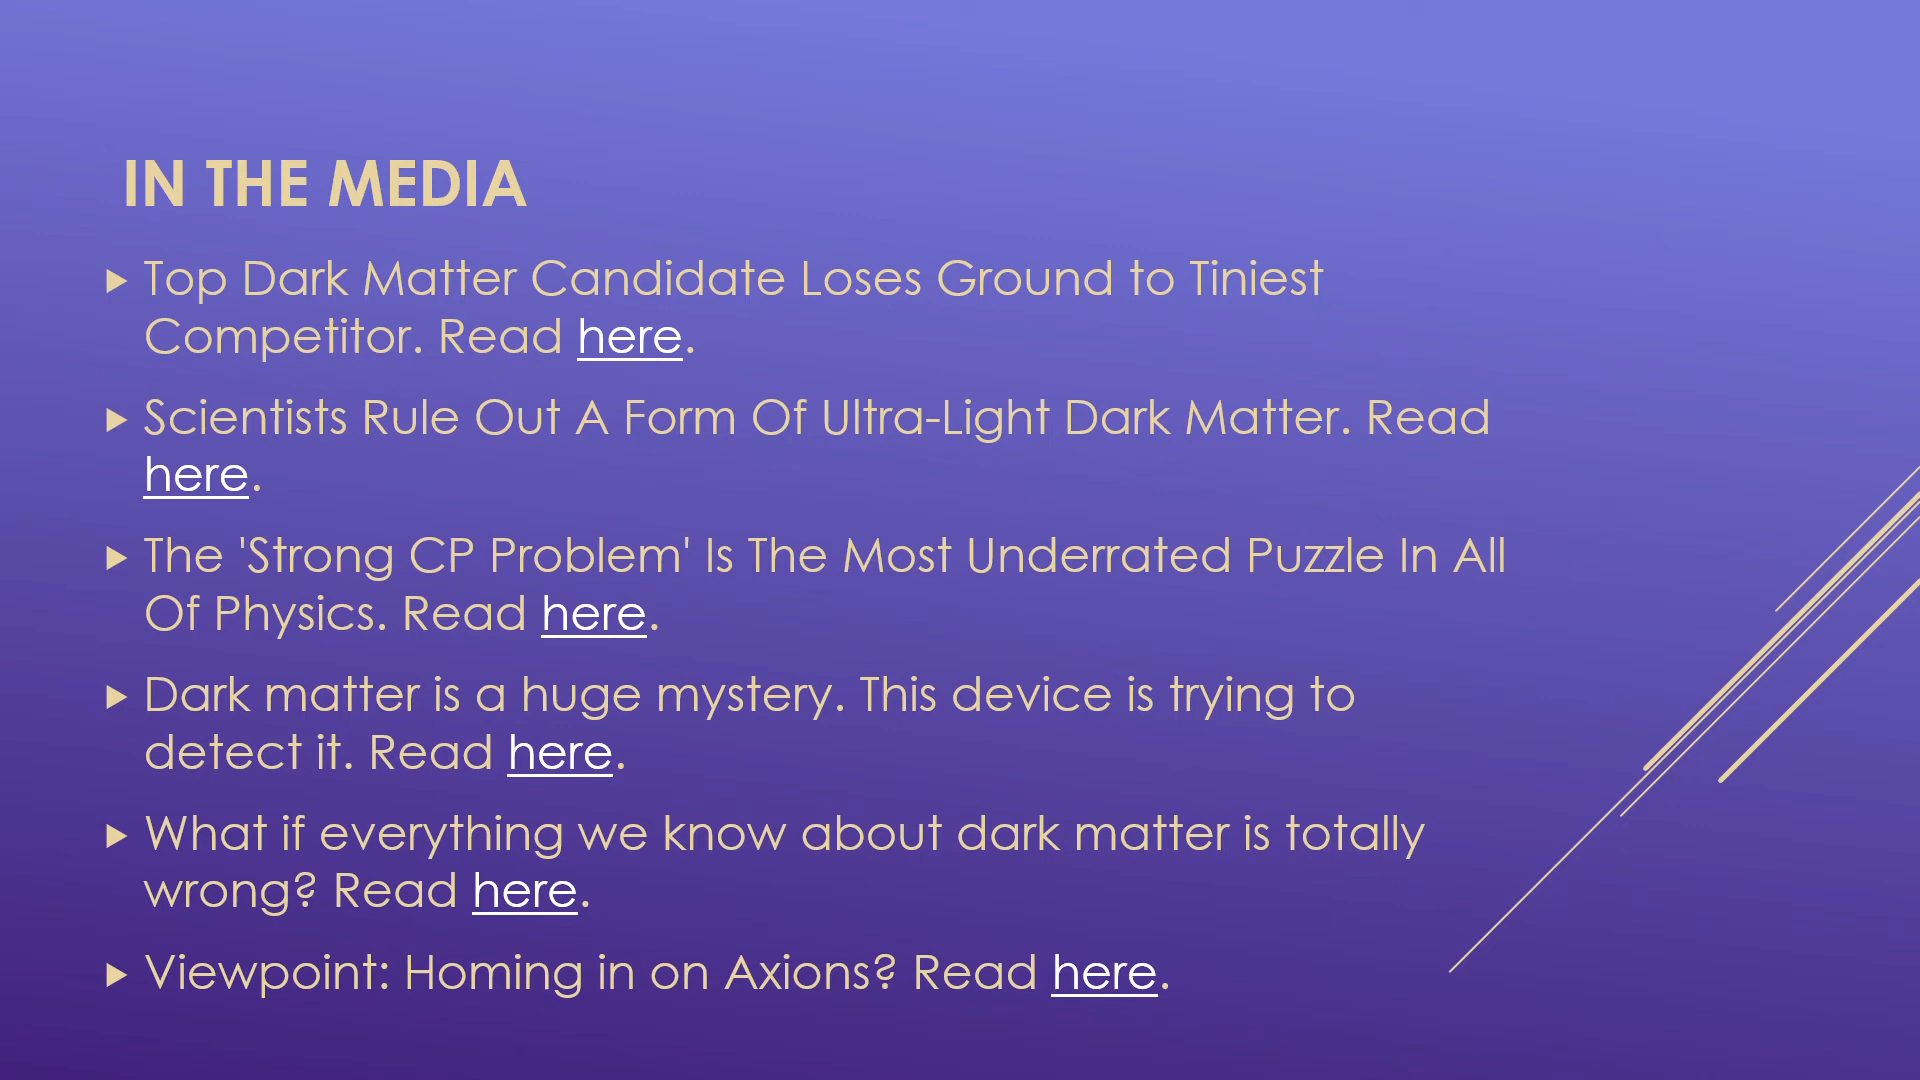 IN THE MEDIA
Top Dark Matter Candidate Loses Ground to Tiniest
Competitor. Read here.
Scientists Rule Out A Form Of Ultra-Light Dark Matter. Read
here.
The 'Strong CP Problem' Is The Most Underrated Puzzle In All
Of Physics. Read here.
Dark matter is a huge mystery. This device is trying to
detect it. Read here.
What if everything we know about dark matter is totally
wrong? Read here.
Viewpoint: Homing in on Axions? Read here.